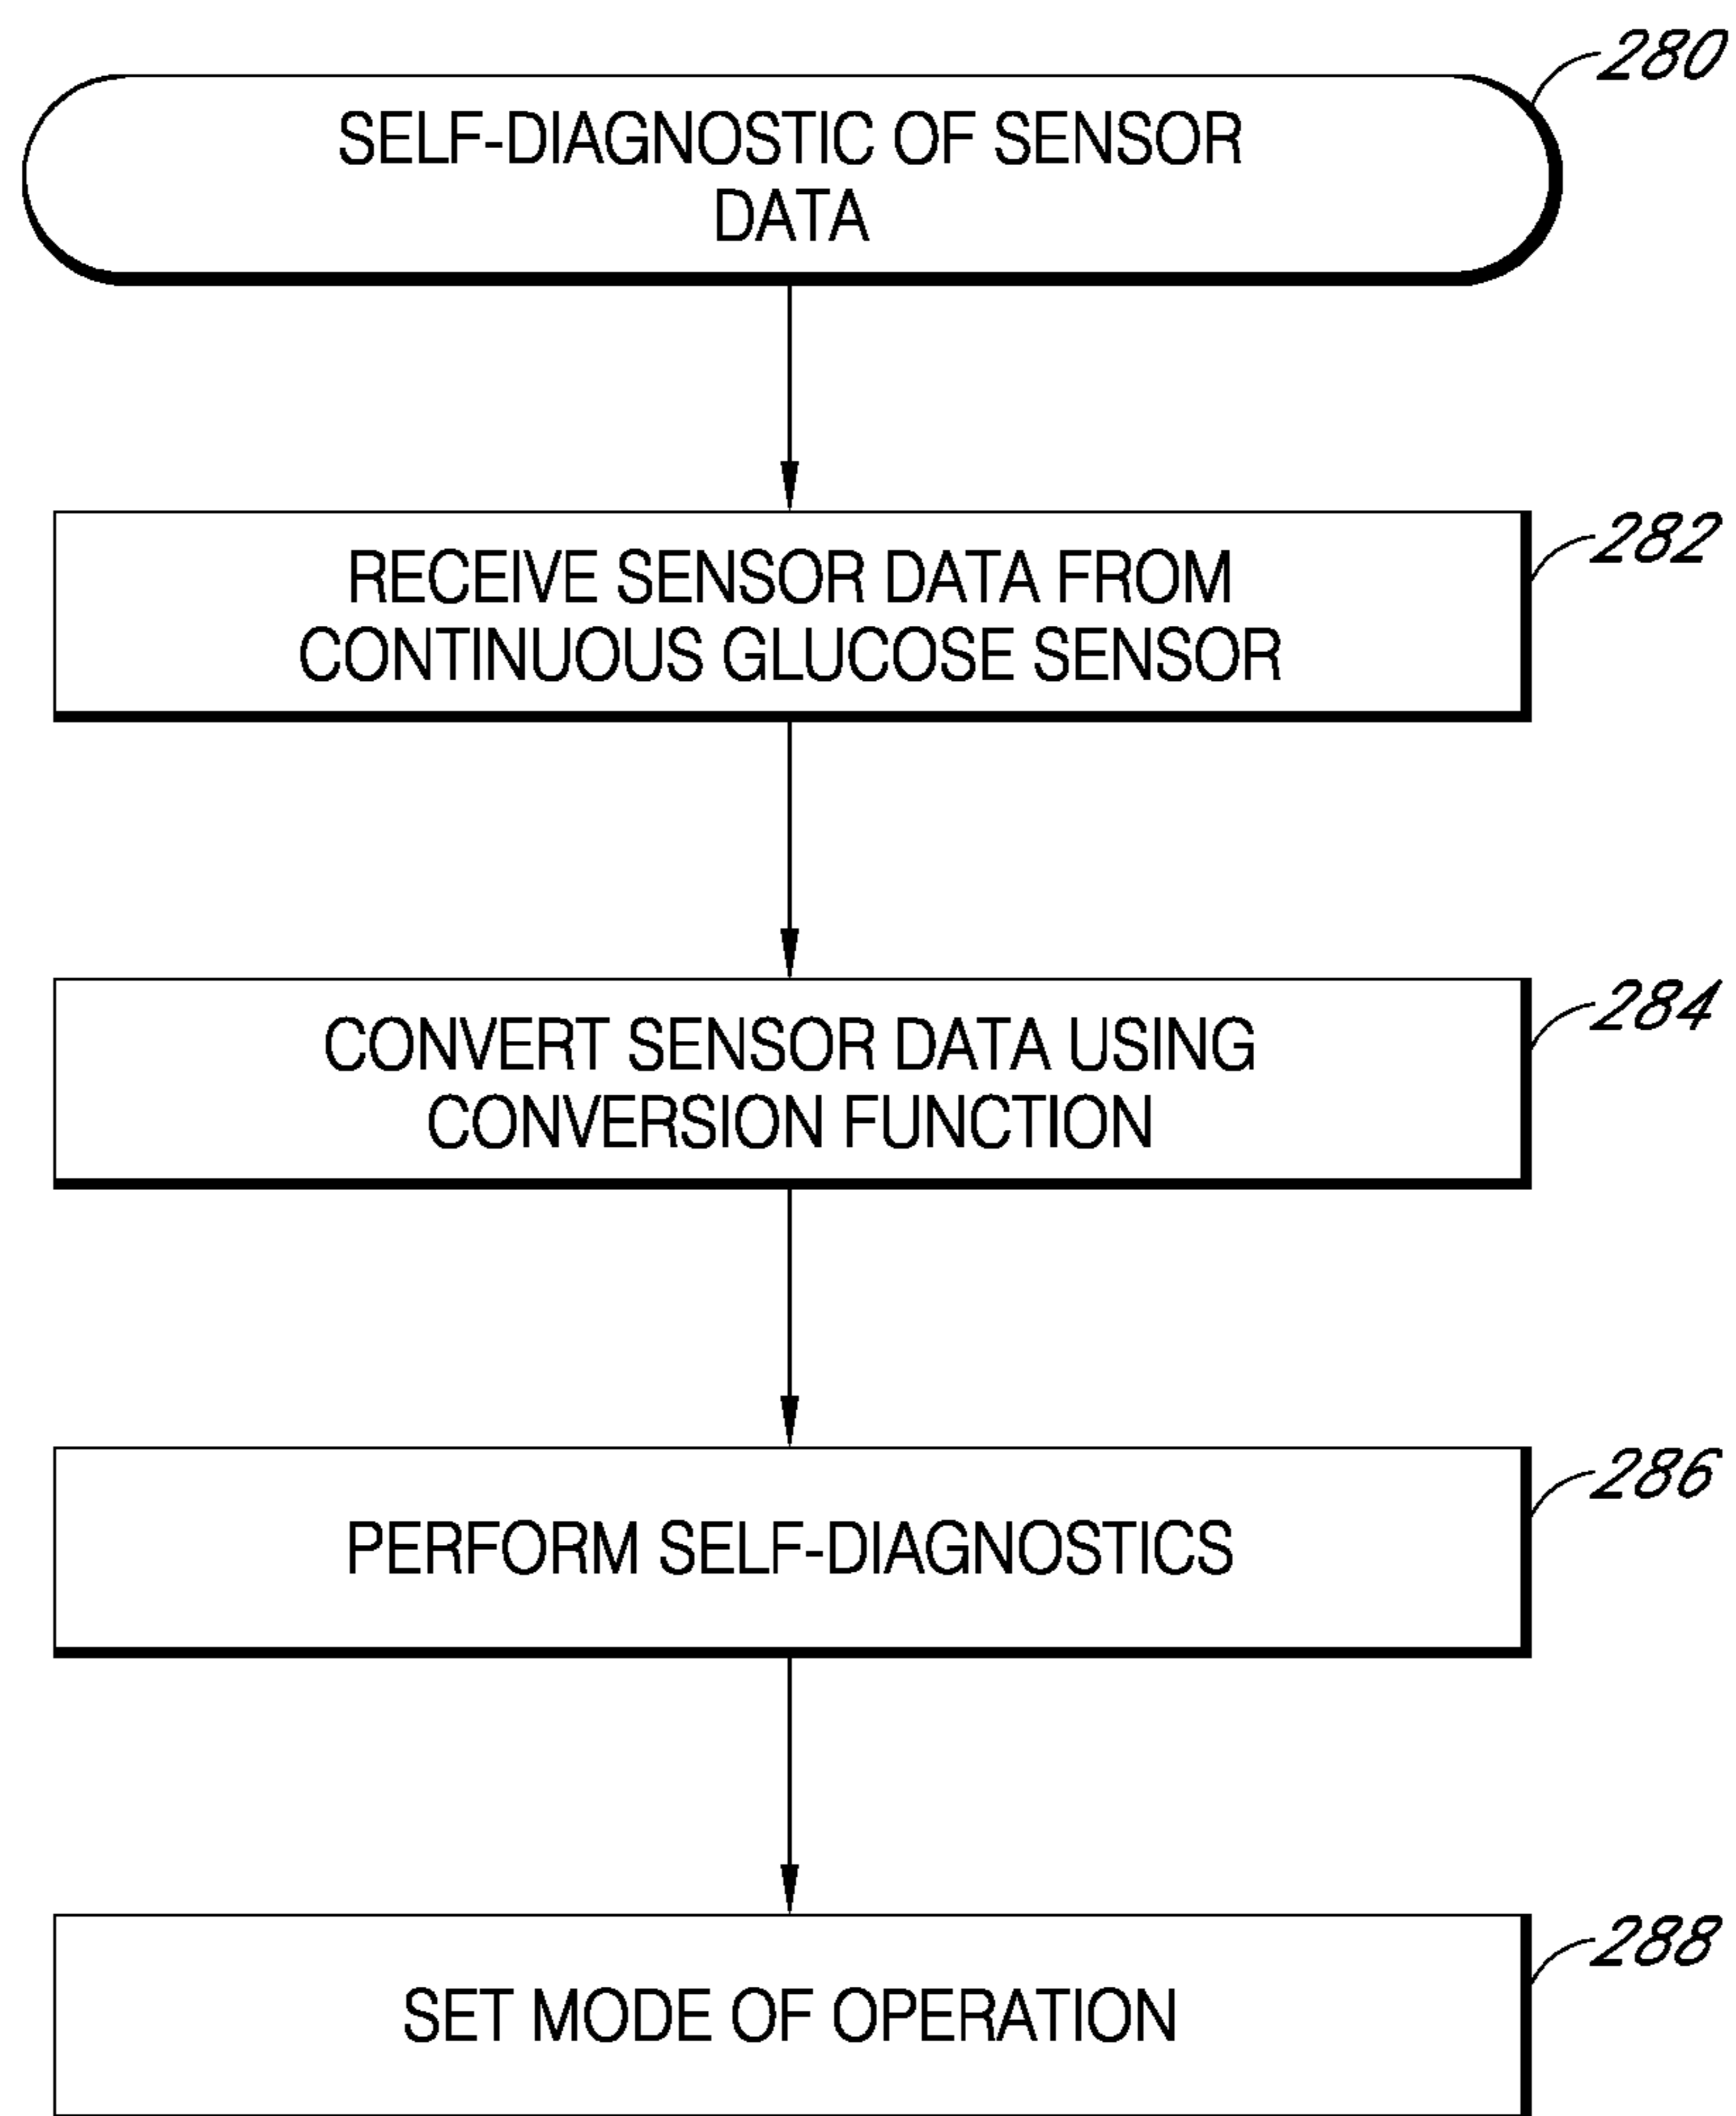 280
SELF-DIAGNOSTIC OF SENSOR
DATA
282
RECEIVE SENSOR DATA FROM
CONTINUOUS GLUCOSE SENSOR
284
CONVERT SENSOR DATA USING
CONVERSION FUNCTION
286
PERFORM SELF-DIAGNOSTICS
288
SET MODE OF OPERATION